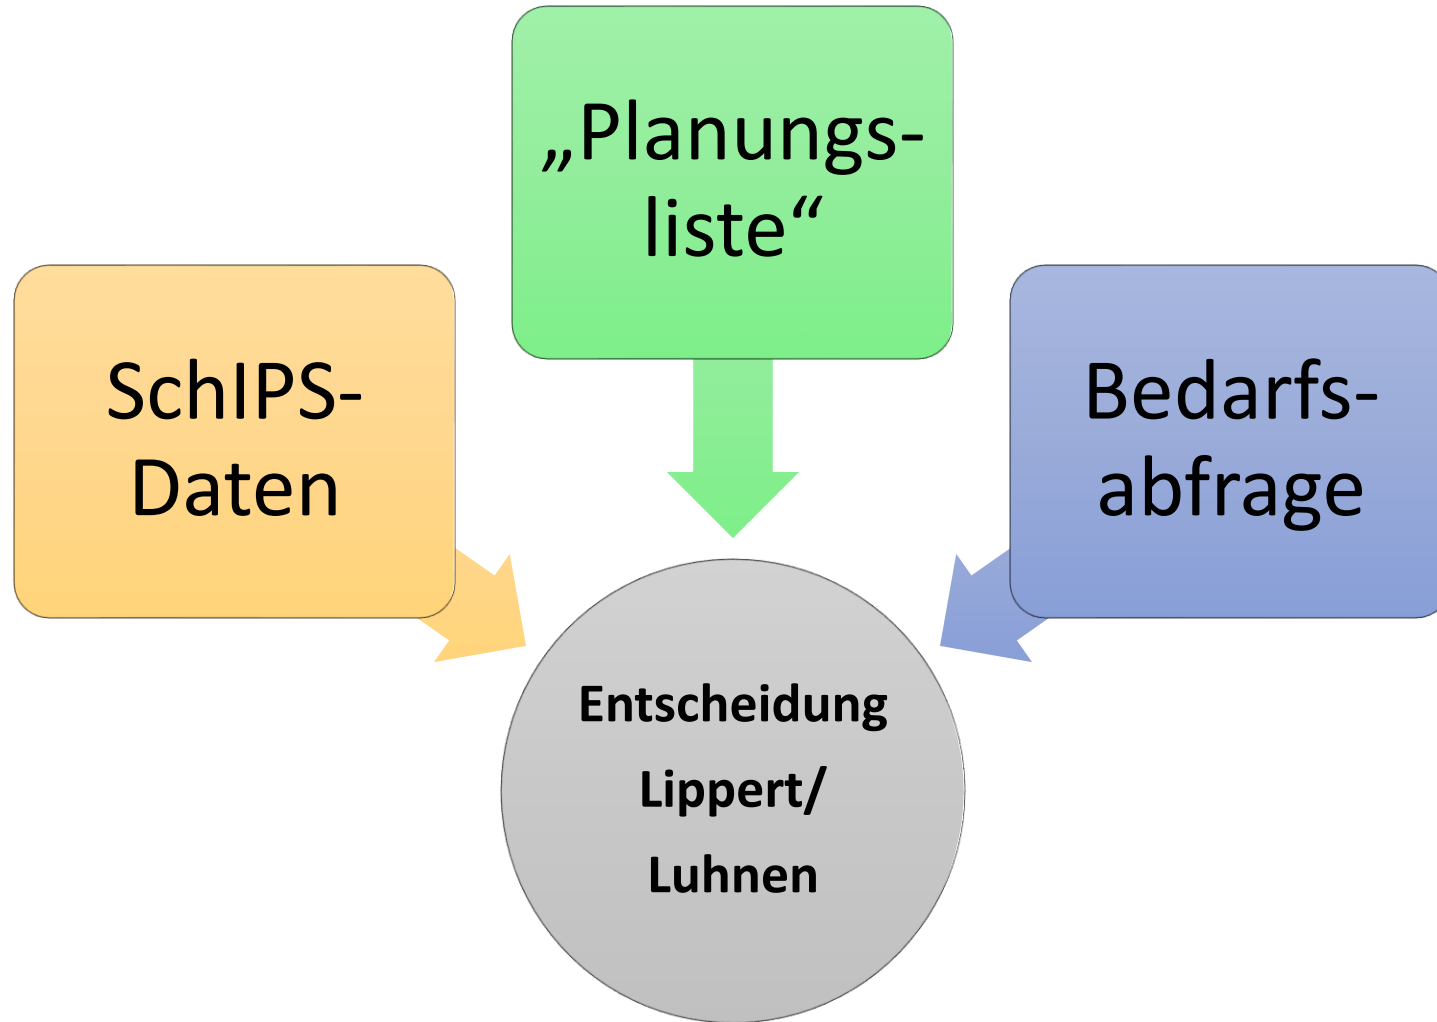 „Planungs-
liste“
SchIPS-
Daten
Bedarfs-
abfrage
Entscheidung
Lippert/
Luhnen